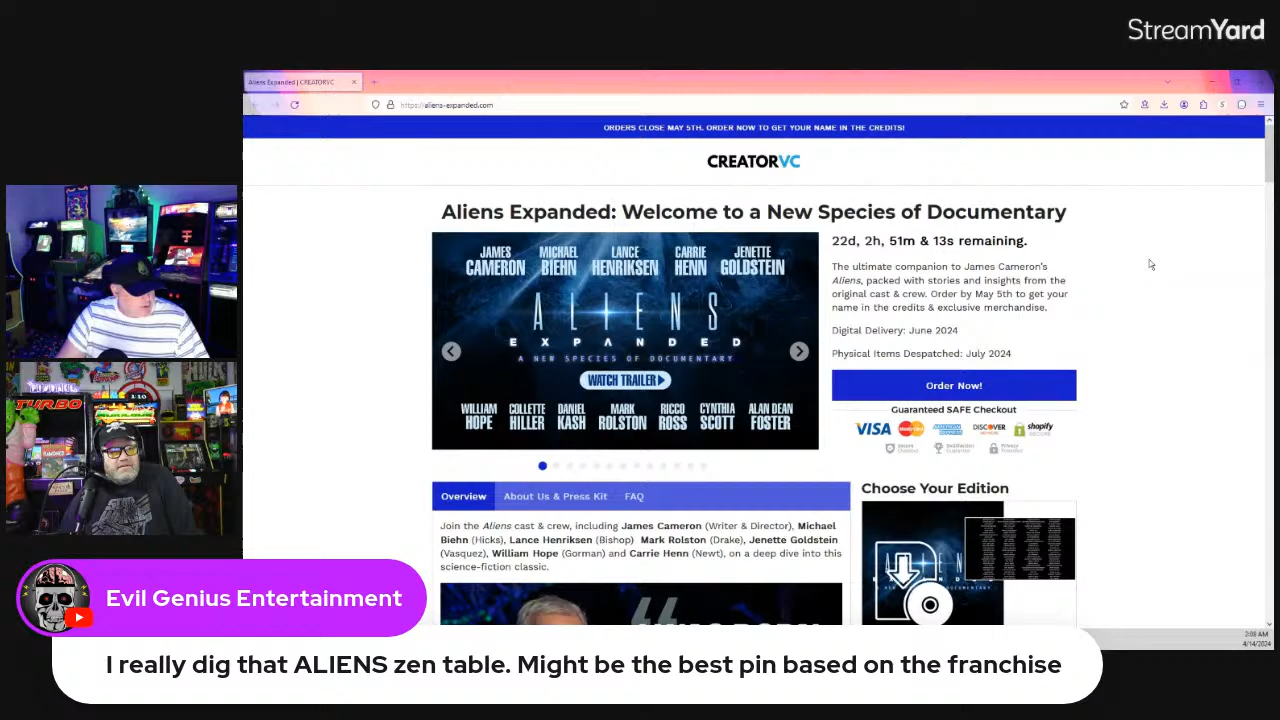 StreamYard
Aliens Expanded | CREATORVC
https://aliens-expanded.com
ORDERS CLOSE MAY 5TH. ORDER NOW TO GET YOUR NAME IN THE CREDITS!
CREATORVC
Aliens Expanded: Welcome to a New Species of Documentary
JAMES CAMERON
MICHAEL BIEHN
LANCE HENRIKSEN
CARRIE HENN
JENETTE GOLDSTEIN
ALIENS
EXPANDED
A NEW SPECIES OF DOCUMENTARY
WATCH TRAILER
WILLIAM HOPE
COLLETTE HILLER
DANIEL KASH
MARK ROLSTON
RICCO ROSS
CYNTHIA SCOTT
ALAN DEAN FOSTER
22d, 2h, 51m & 13s remaining.
The ultimate companion to James Cameron's
Aliens, packed with stories and insights from the
original cast & crew. Order by May 5th to get your
name in the credits & exclusive merchandise.
Digital Delivery: June 2024
Physical Items Despatched: July 2024
Order Now!
Guaranteed SAFE Checkout
VISA
DISCOVER
shopify
SECURE
Overview
About Us & Press Kit
FAQ
Join the Aliens cast & crew, including James Cameron (Writer & Director), Michael
Biehn (Hicks), Lance Henriksen (Bishop) Mark Rolston (Drake), Jenette Goldstein
(Vasquez), William Hope (Gorman) and Carrie Henn (Newt), on a deep dive into this
science-fiction classic.
Choose Your Edition
TURBO
1:10
3:08 AM
4/14/2024
Evil Genius Entertainment
I really dig that ALIENS zen table. Might be the best pin based on the franchise